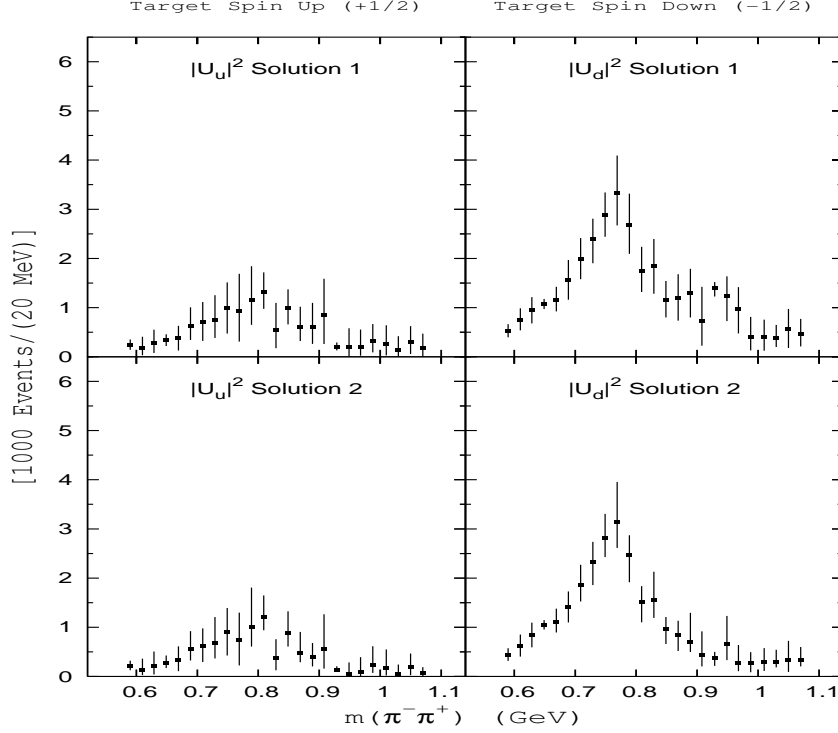 Target Spin Up (+1/2) Target Spin Down (−1/2)
|U_u|² Solution 1 |U_d|² Solution 1
6
5
4
3
2
1
0
[1000 Events/(20 MeV)]
|U_u|² Solution 2 |U_d|² Solution 2
6
5
4
3
2
1
0
0.6 0.7 0.8 0.9 1 1.1 0.6 0.7 0.8 0.9 1 1.1
m(π⁻π⁺) (GeV)